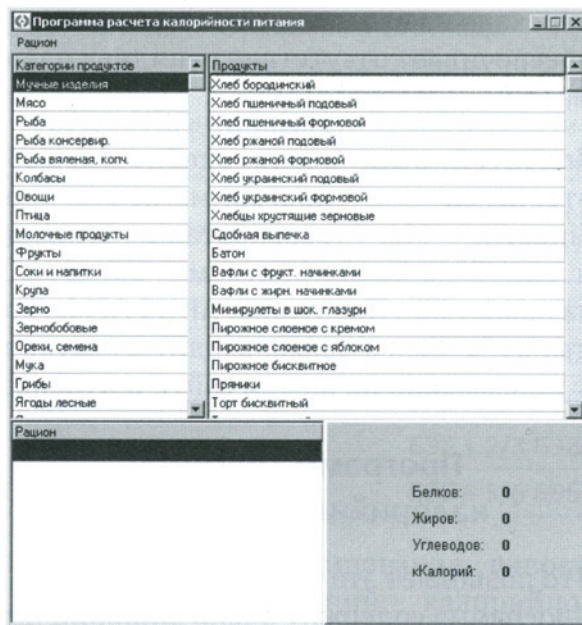 Программа расчета калорийности питания
Рацион
Категории продуктов
Мучные изделия
Мясо
Рыба
Рыба консервир.
Рыба вяленая, копч.
Колбасы
Овощи
Птица
Молочные продукты
Фрукты
Соки и напитки
Крупа
Зерно
Зернобобовые
Орехи, семена
Мука
Грибы
Ягоды лесные
Продукты
Хлеб бородинский
Хлеб пшеничный подовый
Хлеб пшеничный формовой
Хлеб ржаной подовый
Хлеб ржаной формовой
Хлеб украинский подовый
Хлеб украинский формовой
Хлебцы хрустящие зерновые
Сдобная выпечка
Батон
Вафли с фрукт. начинками
Вафли с жирн. начинками
Минирулеты в шок. глазури
Пирожное слоеное с кремом
Пирожное слоеное с яблоком
Пирожное бисквитное
Пряники
Торт бисквитный
Рацион
Белков: 0
Жиров: 0
Углеводов: 0
кКалорий: 0